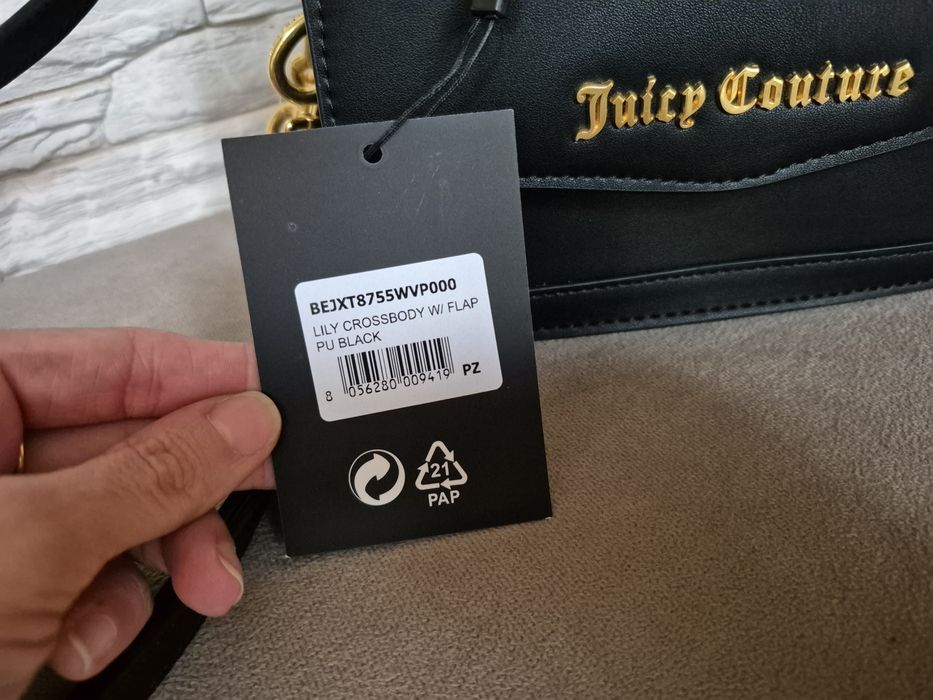 Juicy Couture
BEJXT8755WVP000
LILY CROSSBODY W/ FLAP
PU BLACK
8 056280 009419 PZ
21
PAP